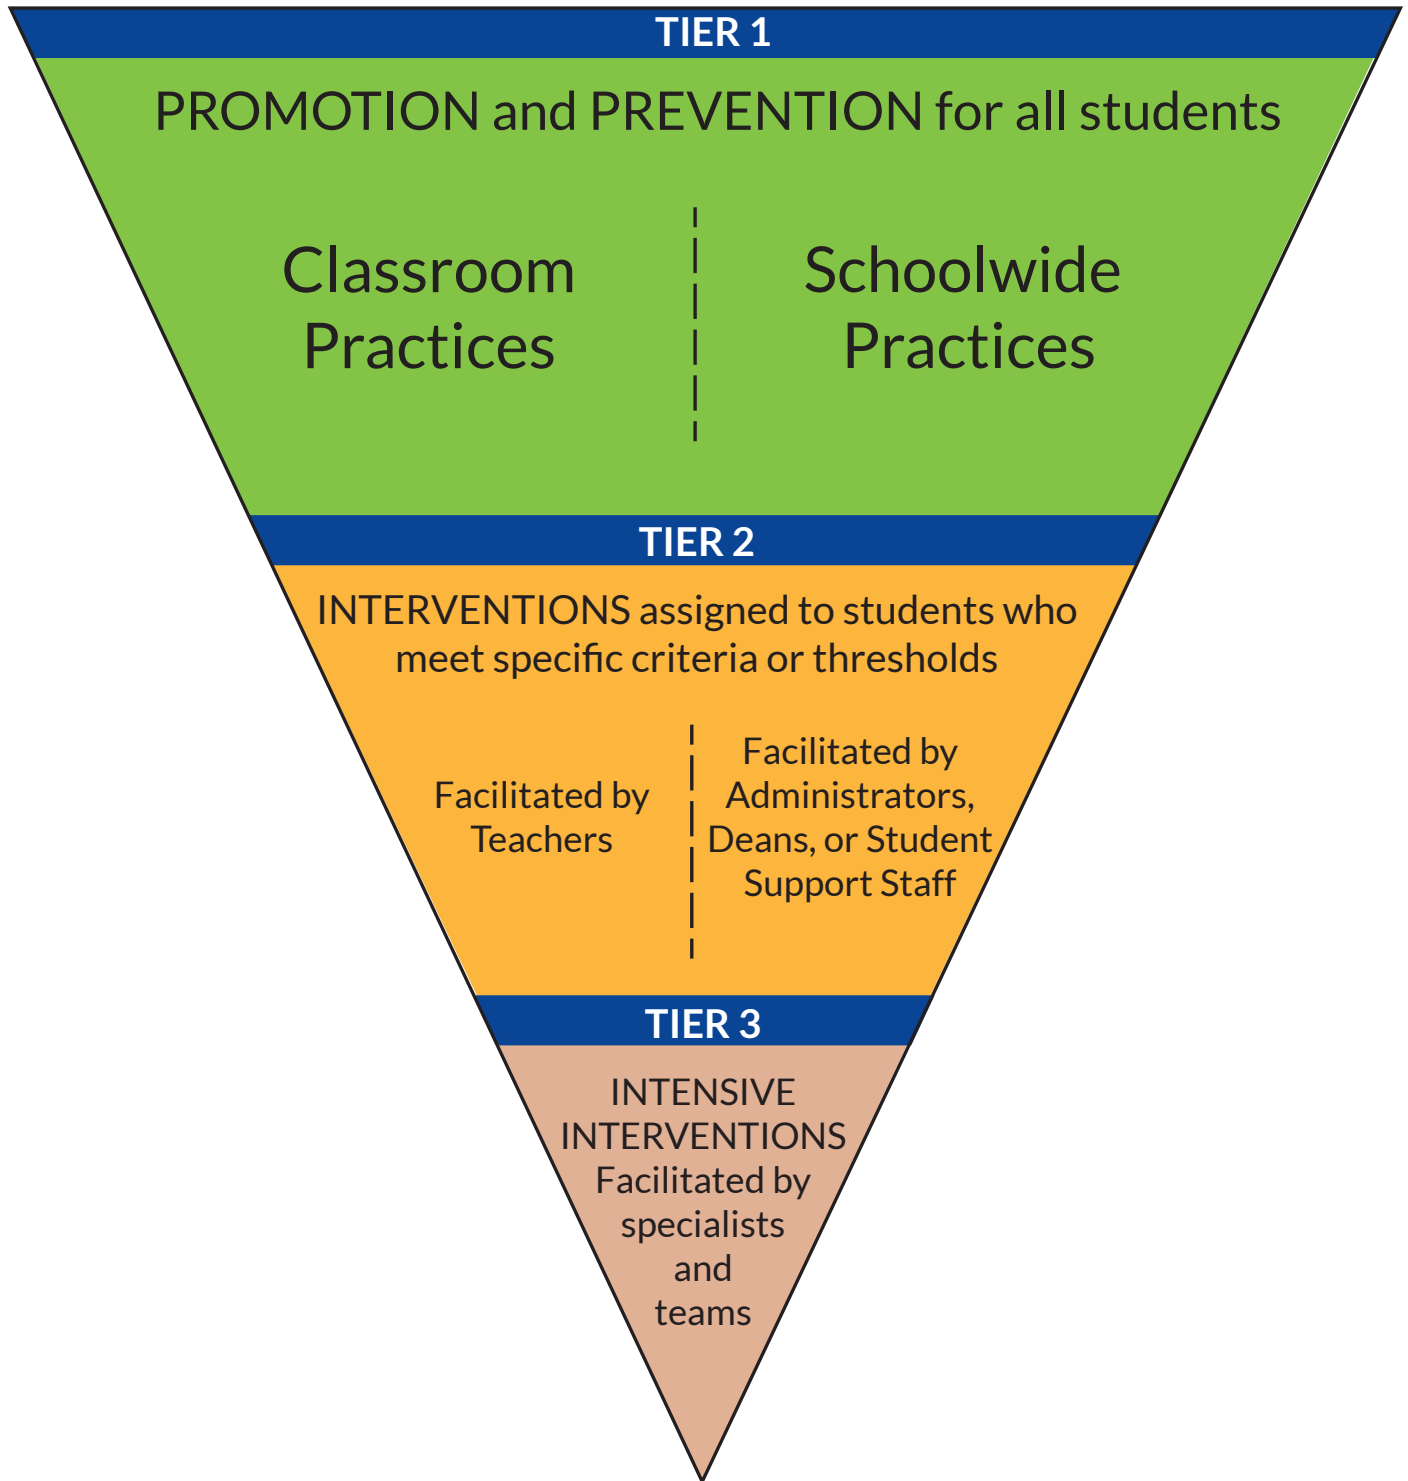 TIER 1
PROMOTION and PREVENTION for all students
Classroom
Practices
Schoolwide
Practices
TIER 2
INTERVENTIONS assigned to students who
meet specific criteria or thresholds
Facilitated by
Teachers
Facilitated by
Administrators,
Deans, or Student
Support Staff
TIER 3
INTENSIVE
INTERVENTIONS
Facilitated by
specialists
and
teams